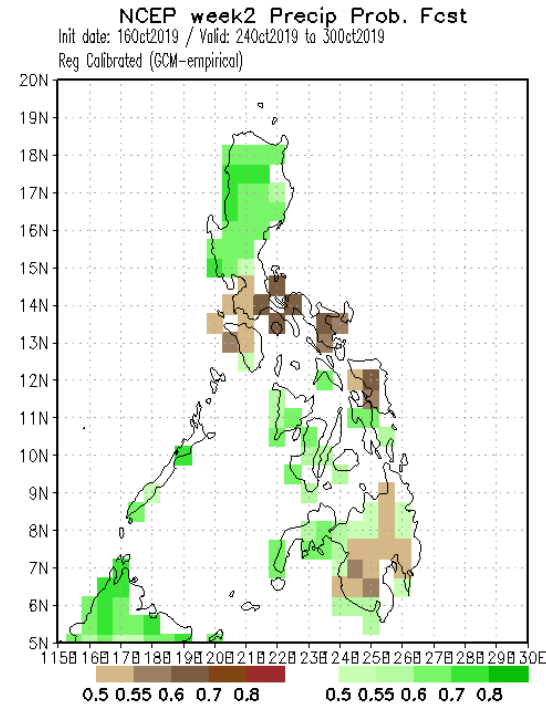 NCEP week2 Precip Prob. Fcst
Init date: 16Oct2019 / Valid: 24Oct2019 to 30Oct2019
Reg Calibrated (GCM-empirical)
20N
19N
18N
17N
16N
15N
14N
13N
12N
11N
10N
9N
8N
7N
6N
5N
115E 116E 117E 118E 119E 120E 121E 122E 123E 124E 125E 126E 127E 128E 129E 130E
0.5 0.55 0.6 0.7 0.8 0.5 0.55 0.6 0.7 0.8